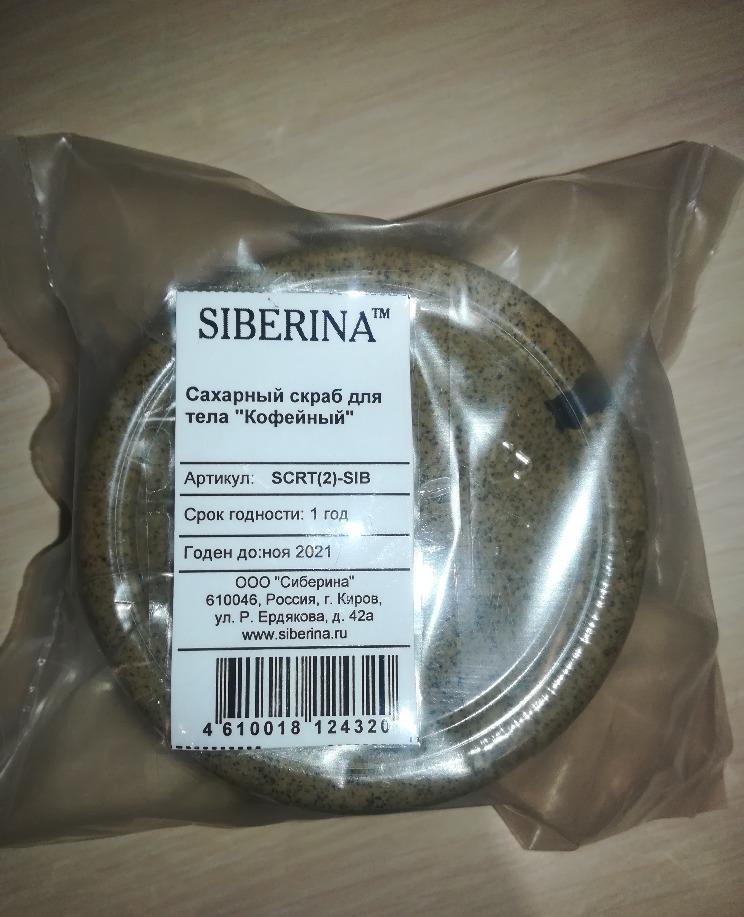 SIBERINA™
Сахарный скраб для
тела "Кофейный"
Артикул: SCRT(2)-SIB
Срок годности: 1 год
Годен до:ноя 2021
ООО "Сиберина"
610046, Россия, г. Киров,
ул. Р. Ердякова, д. 42а
www.siberina.ru
4 610018 124320